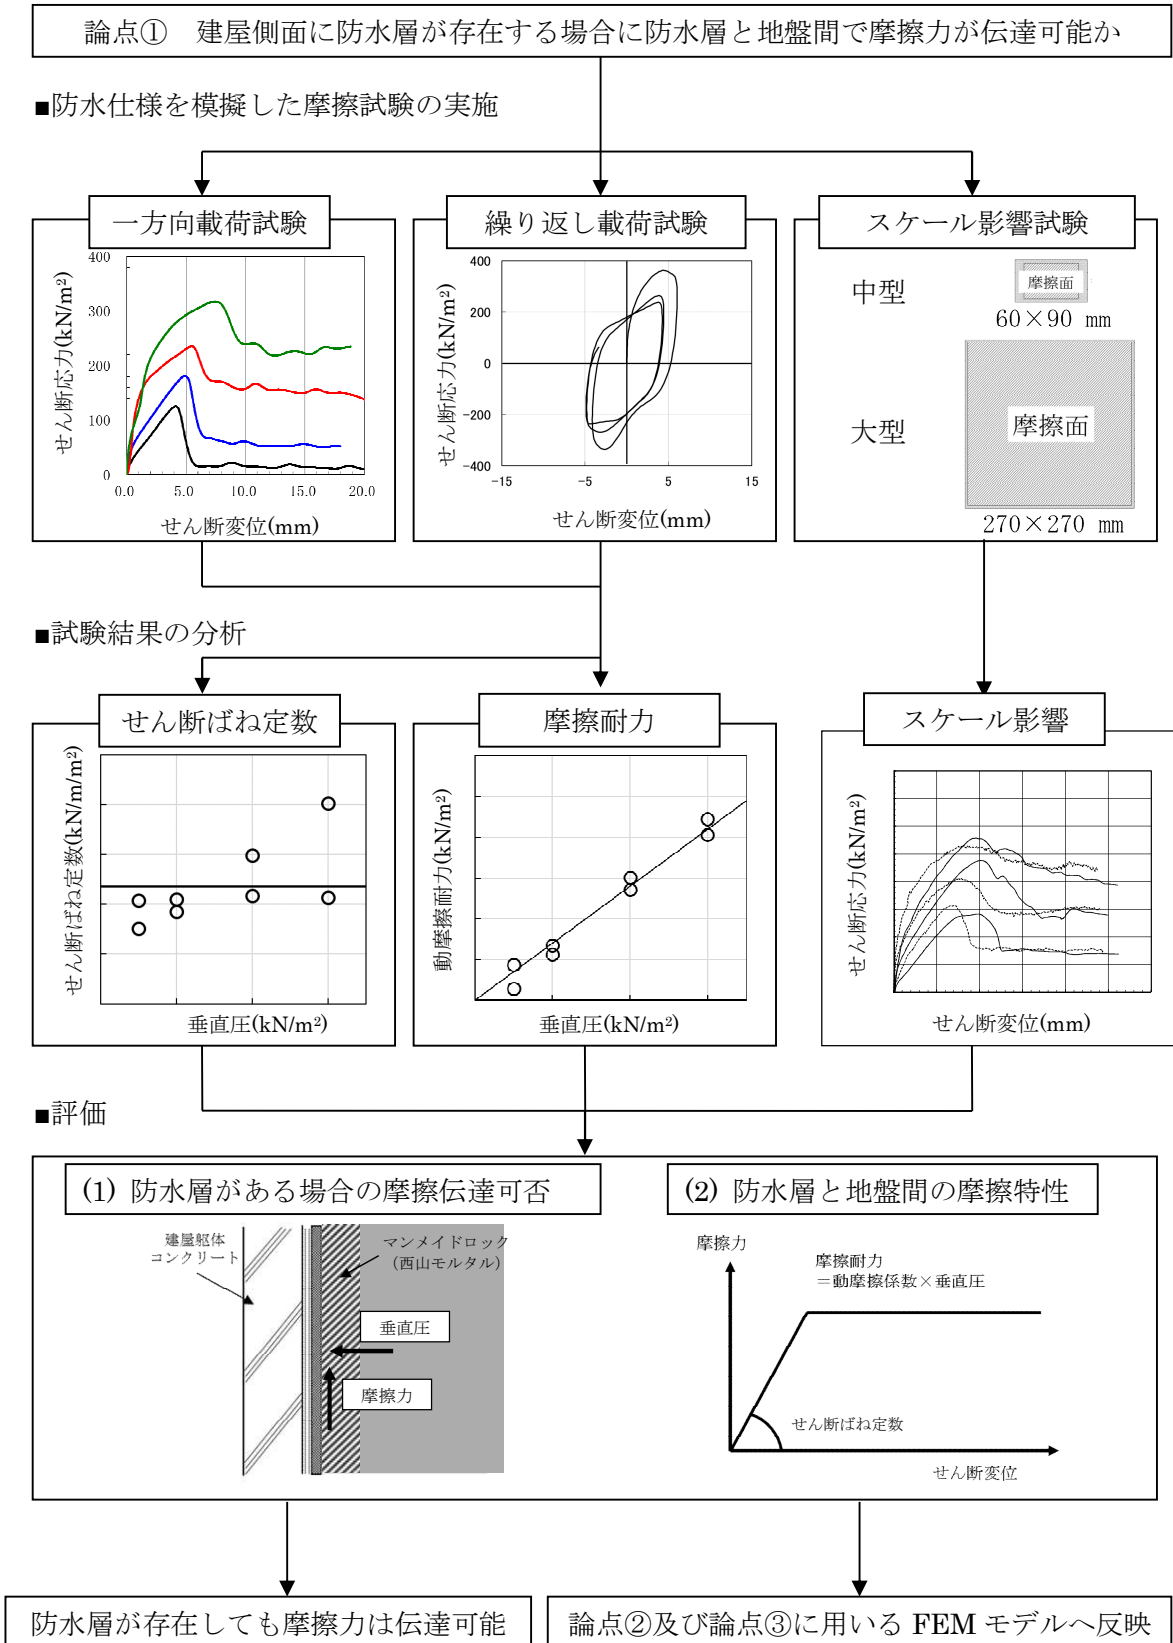 論点① 建屋側面に防水層が存在する場合に防水層と地盤間で摩擦力が伝達可能か
■防水仕様を模擬した摩擦試験の実施
一方向載荷試験
せん断応力(kN/m²)
400
300
200
100
0
0.0 5.0 10.0 15.0 20.0
せん断変位(mm)
繰り返し載荷試験
せん断応力(kN/m²)
400
200
0
-200
-400
-15 -5 5 15
せん断変位(mm)
スケール影響試験
中型
摩擦面
60×90 mm
大型
摩擦面
270×270 mm
■試験結果の分析
せん断ばね定数
せん断ばね定数(kN/m/m²)
垂直圧(kN/m²)
摩擦耐力
動摩擦耐力(kN/m²)
垂直圧(kN/m²)
スケール影響
せん断応力(kN/m²)
せん断変位(mm)
■評価
(1) 防水層がある場合の摩擦伝達可否
建屋躯体
コンクリート
マンメイドロック
(西山モルタル)
垂直圧
摩擦力
(2) 防水層と地盤間の摩擦特性
摩擦力
摩擦耐力
=動摩擦係数×垂直圧
せん断ばね定数
せん断変位
防水層が存在しても摩擦力は伝達可能
論点②及び論点③に用いる FEM モデルへ反映